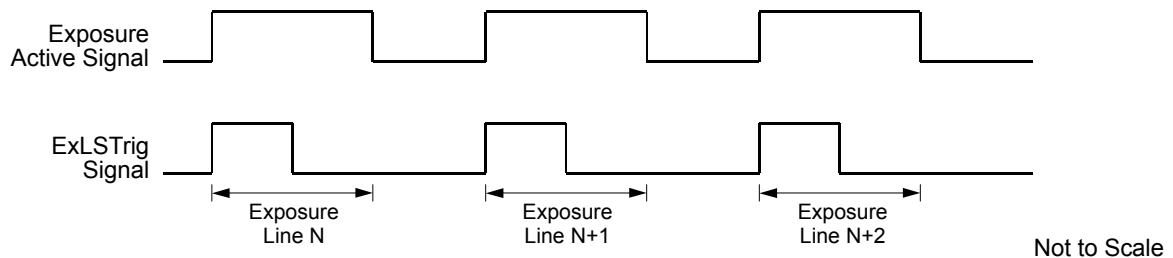 Exposure
Active Signal
ExLSTrig
Signal
Exposure
Line N
Exposure
Line N+1
Exposure
Line N+2
Not to Scale